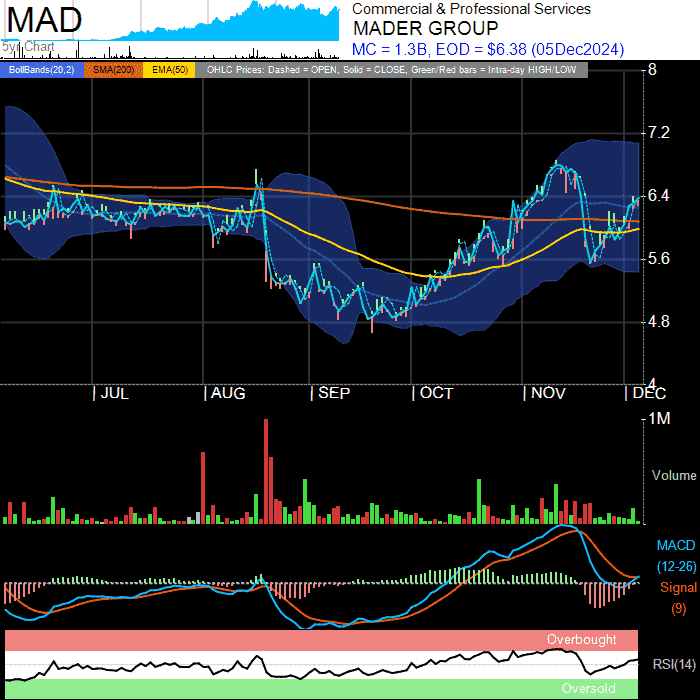 MAD
5yr Chart
Commercial & Professional Services
MADER GROUP
MC = 1.3B, EOD = $6.38 (05Dec2024)
BollBands(20,2) SMA(200) EMA(50) OHLC Prices: Dashed = OPEN, Solid = CLOSE, Green/Red bars = Intra-day HIGH/LOW
8
7.2
6.4
5.6
4.8
4
| JUL | AUG | SEP | OCT | NOV | DEC
1M
Volume
MACD
(12-26)
Signal
(9)
Overbought
RSI(14)
Oversold